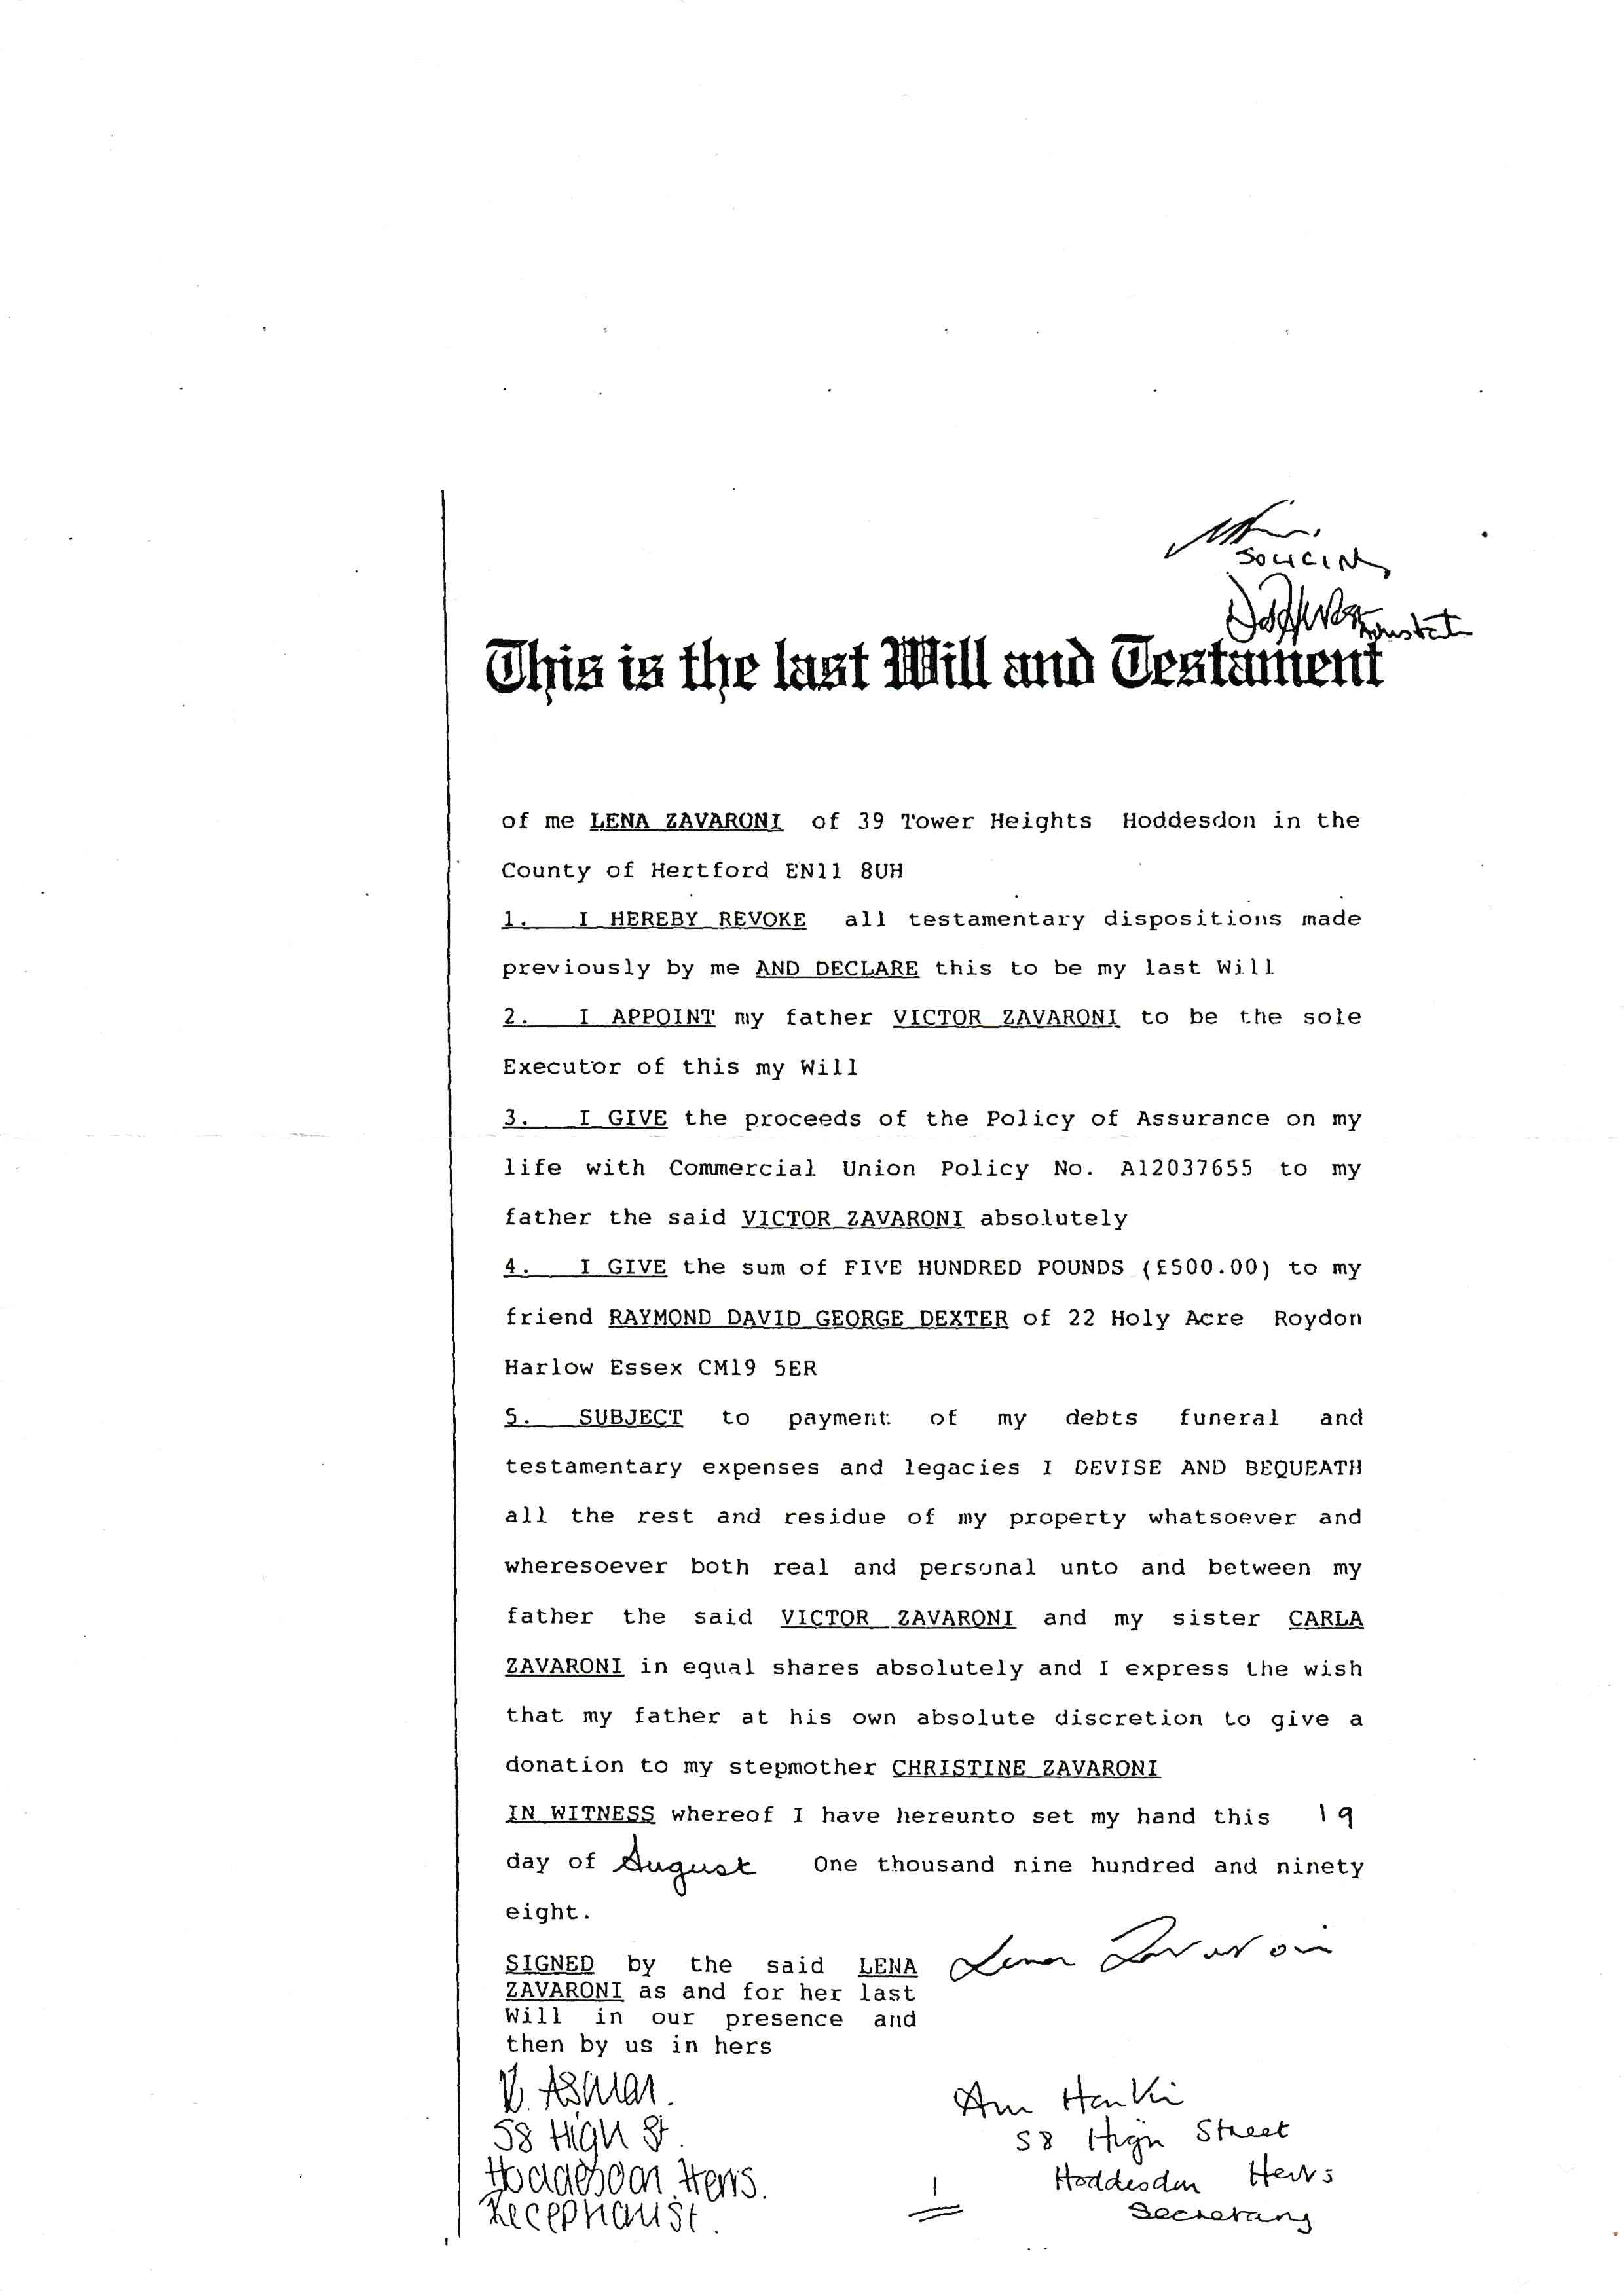 This is the last Will and Testament
of me LENA ZAVARONI of 39 Tower Heights Hoddesdon in the
County of Hertford EN11 8UH
1. I HEREBY REVOKE all testamentary dispositions made
previously by me AND DECLARE this to be my last Will
2. I APPOINT my father VICTOR ZAVARONI to be the sole
Executor of this my Will
3. I GIVE the proceeds of the Policy of Assurance on my
life with Commercial Union Policy No. A12037655 to my
father the said VICTOR ZAVARONI absolutely
4. I GIVE the sum of FIVE HUNDRED POUNDS (£500.00) to my
friend RAYMOND DAVID GEORGE DEXTER of 22 Holy Acre Roydon
Harlow Essex CM19 5ER
5. SUBJECT to payment of my debts funeral and
testamentary expenses and legacies I DEVISE AND BEQUEATH
all the rest and residue of my property whatsoever and
wheresoever both real and personal unto and between my
father the said VICTOR ZAVARONI and my sister CARLA
ZAVARONI in equal shares absolutely and I express the wish
that my father at his own absolute discretion to give a
donation to my stepmother CHRISTINE ZAVARONI
IN WITNESS whereof I have hereunto set my hand this 19
day of August One thousand nine hundred and ninety
eight.
SIGNED by the said LENA
ZAVARONI as and for her last
Will in our presence and
then by us in hers
Lena Zavaroni
V.
58 High St.
Hoddesdon Herts.
Receptionist.
Ann
58 High Street
Hoddesdon Herts
Secretary
1